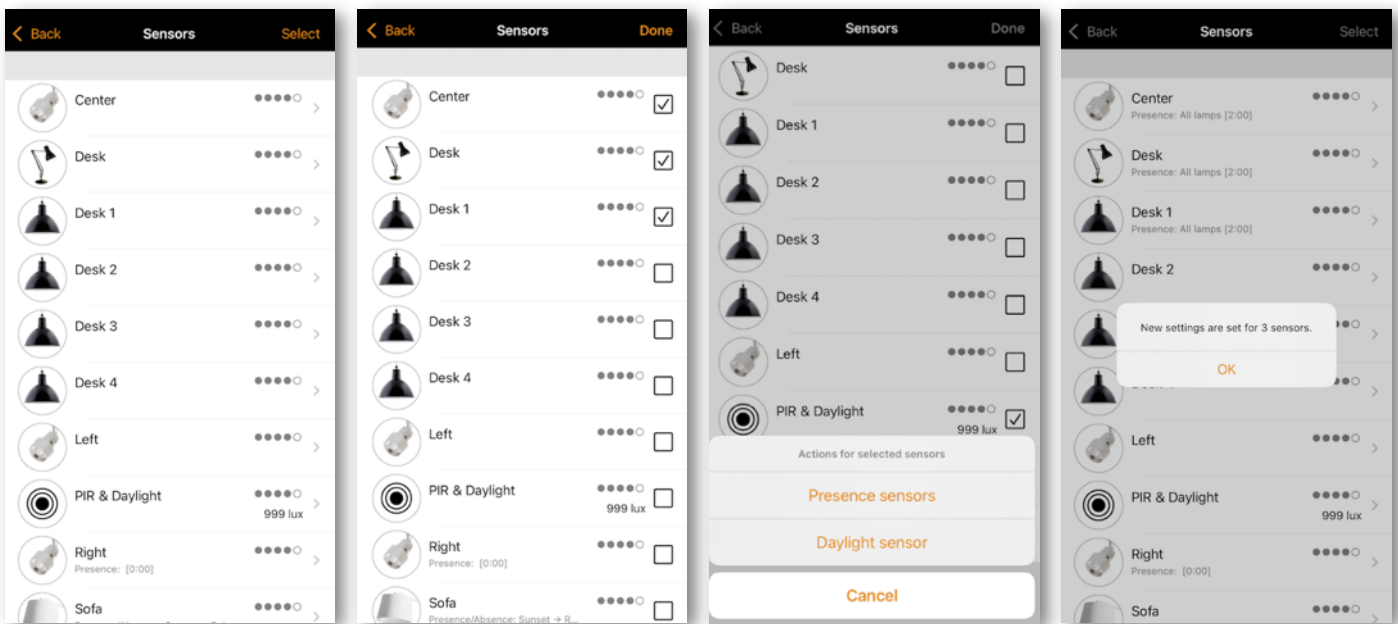 Back Sensors Select
Center
Desk
Desk 1
Desk 2
Desk 3
Desk 4
Left
PIR & Daylight
999 lux
Right
Presence: [0:00]
Sofa
Back Sensors Done
Center
Desk
Desk 1
Desk 2
Desk 3
Desk 4
Left
PIR & Daylight
999 lux
Right
Presence: [0:00]
Sofa
Presence/Absence: Sunset → R...
Back Sensors Done
Desk
Desk 1
Desk 2
Desk 3
Desk 4
Left
PIR & Daylight
999 lux
Actions for selected sensors
Presence sensors
Daylight sensor
Cancel
Back Sensors Select
Center
Presence: All lamps [2:00]
Desk
Presence: All lamps [2:00]
Desk 1
Presence: All lamps [2:00]
Desk 2
New settings are set for 3 sensors.
OK
Left
PIR & Daylight
999 lux
Right
Presence: [0:00]
Sofa